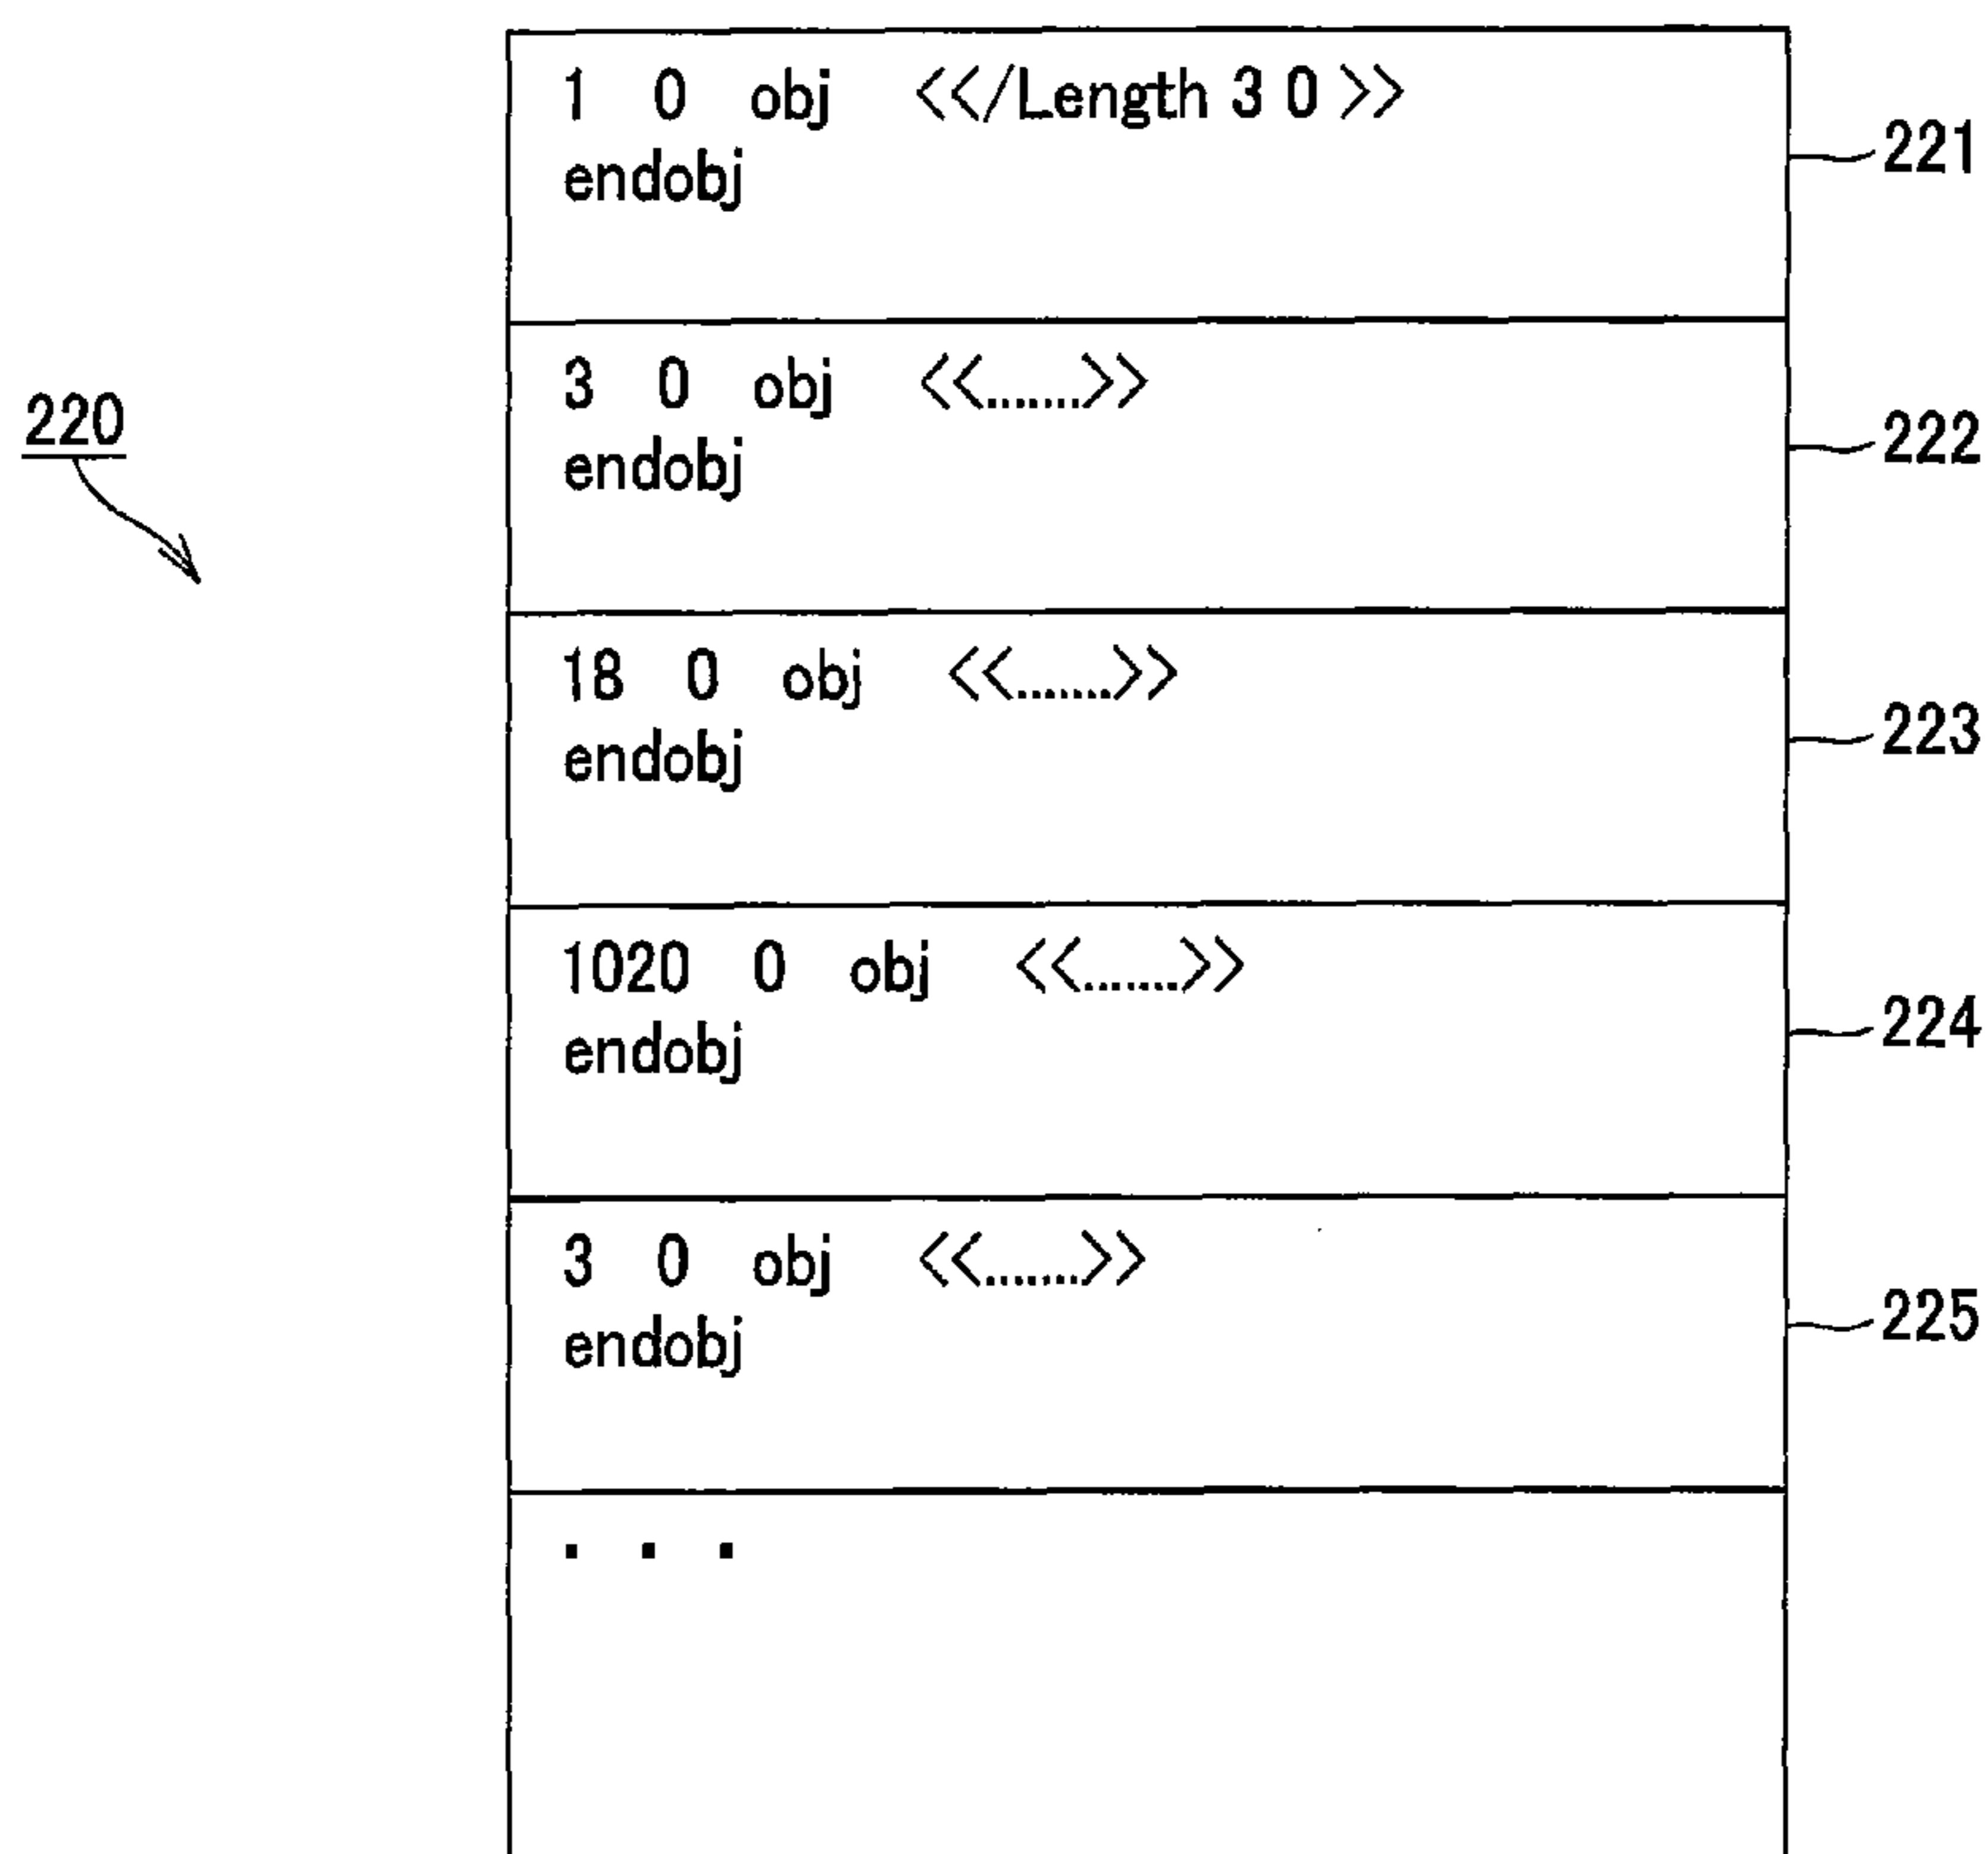 1 0 obj <</Length 3 0 >>
endobj
221
220
3 0 obj <<.......>>
endobj
222
18 0 obj <<.......>>
endobj
223
1020 0 obj <<.......>>
endobj
224
3 0 obj <<.......>>
endobj
225
. . .